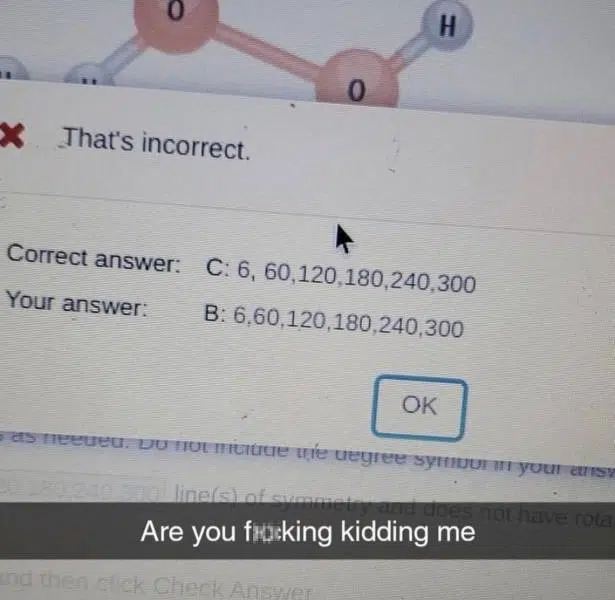 O
H
O
That's incorrect.
Correct answer: C: 6, 60,120,180,240,300
Your answer: B: 6,60,120,180,240,300
OK
as needed. Do not include the degree symbol in your answ
line(s) of symmetry and does not have rota
Are you f king kidding me
and then click Check Answer